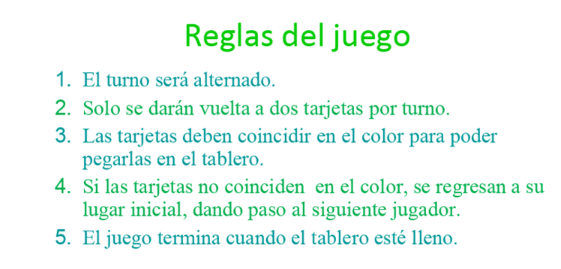 Reglas del juego
1. El turno será alternado.
2. Solo se darán vuelta a dos tarjetas por turno.
3. Las tarjetas deben coincidir en el color para poder
pegarlas en el tablero.
4. Si las tarjetas no coinciden en el color, se regresan a su
lugar inicial, dando paso al siguiente jugador.
5. El juego termina cuando el tablero esté lleno.